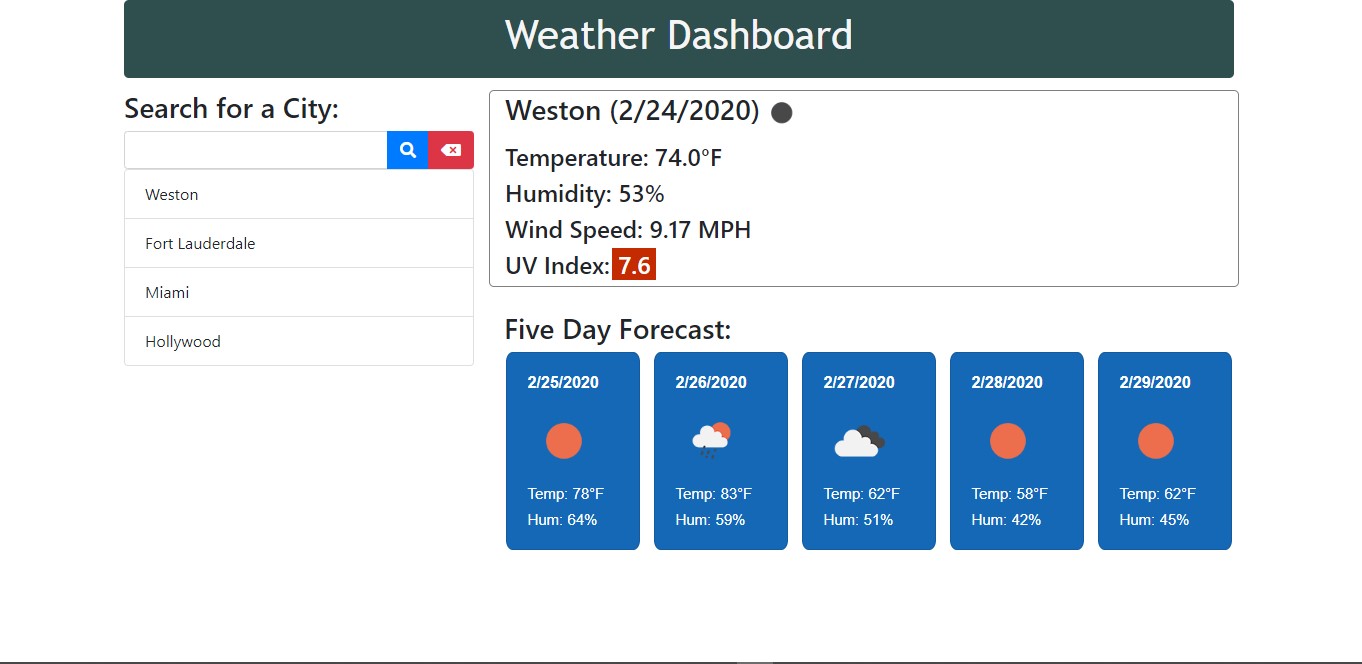 Weather Dashboard
Search for a City:
Weston
Fort Lauderdale
Miami
Hollywood
Weston (2/24/2020)
Temperature: 74.0°F
Humidity: 53%
Wind Speed: 9.17 MPH
UV Index: 7.6
Five Day Forecast:
2/25/2020
Temp: 78°F
Hum: 64%
2/26/2020
Temp: 83°F
Hum: 59%
2/27/2020
Temp: 62°F
Hum: 51%
2/28/2020
Temp: 58°F
Hum: 42%
2/29/2020
Temp: 62°F
Hum: 45%